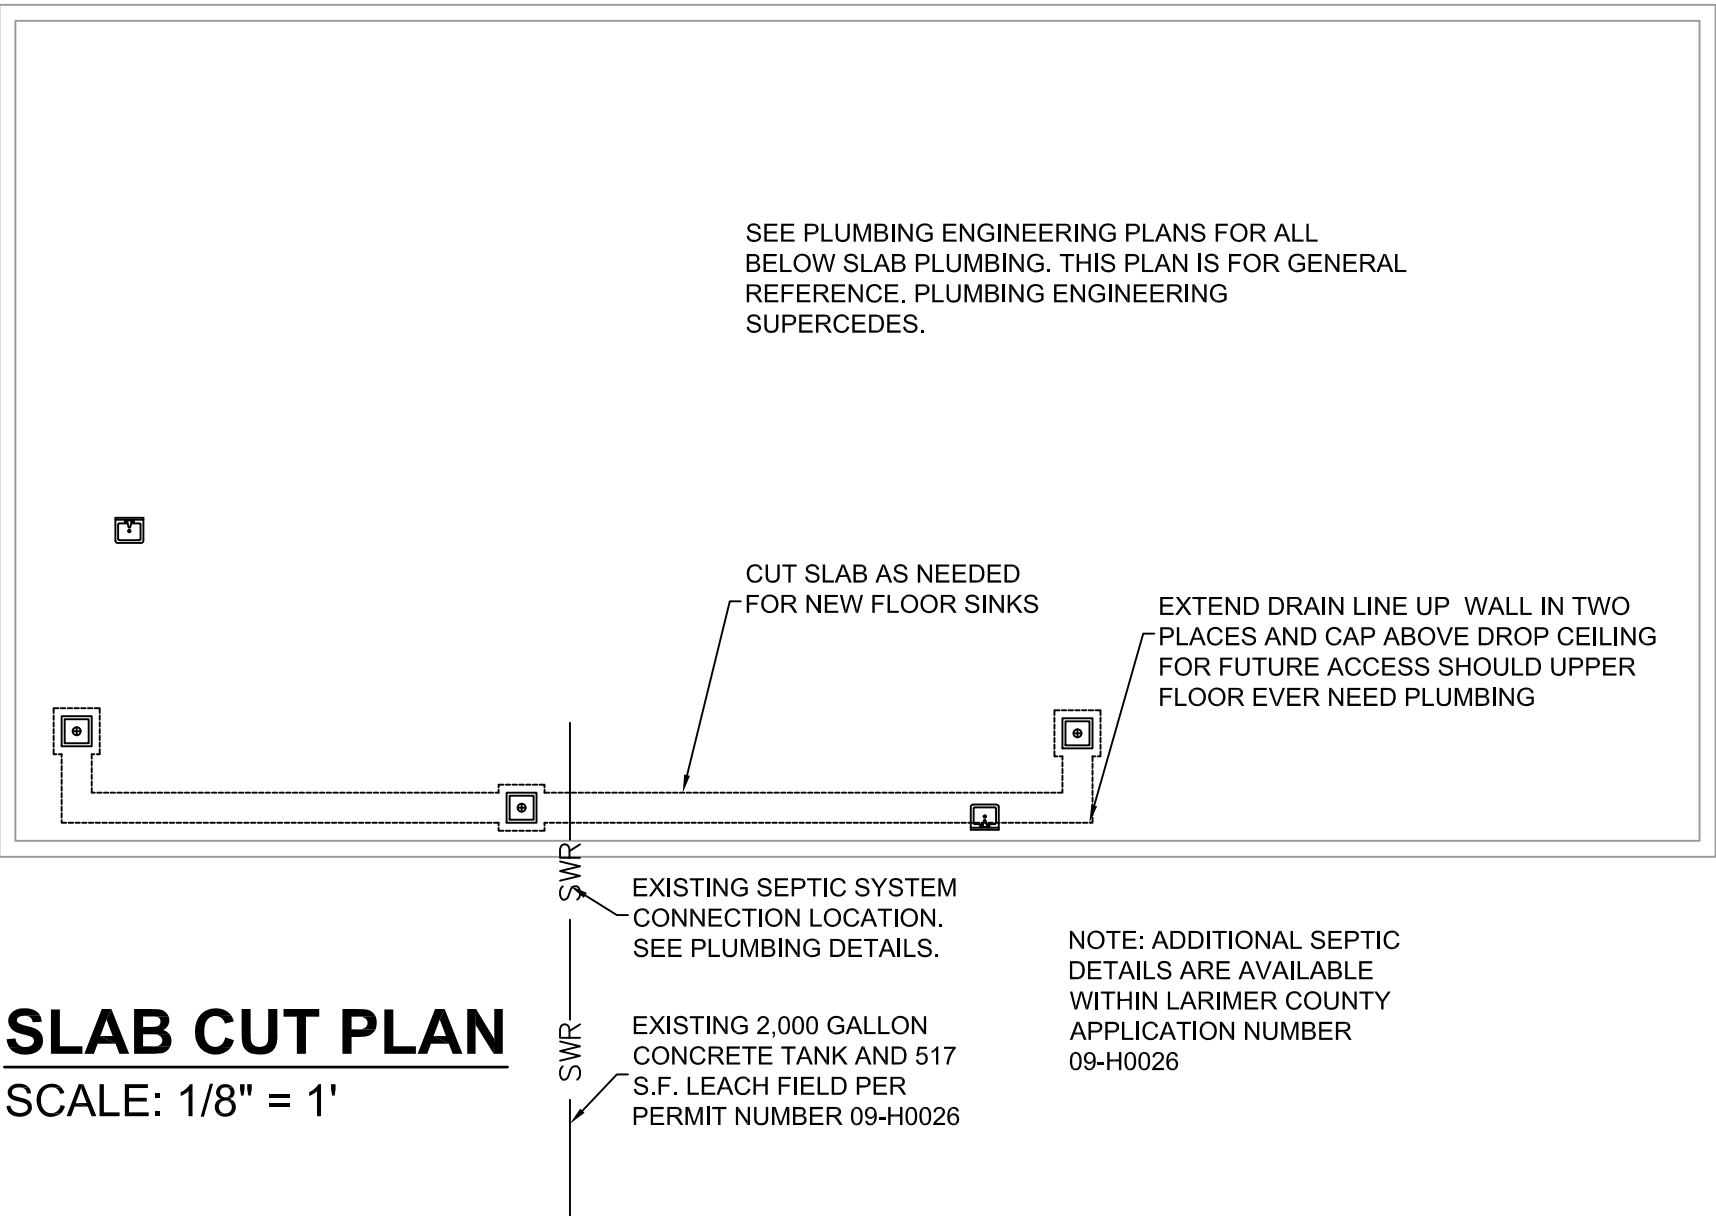 SEE PLUMBING ENGINEERING PLANS FOR ALL
BELOW SLAB PLUMBING. THIS PLAN IS FOR GENERAL
REFERENCE. PLUMBING ENGINEERING
SUPERCEDES.
CUT SLAB AS NEEDED
FOR NEW FLOOR SINKS
EXTEND DRAIN LINE UP WALL IN TWO
PLACES AND CAP ABOVE DROP CEILING
FOR FUTURE ACCESS SHOULD UPPER
FLOOR EVER NEED PLUMBING
SWR
EXISTING SEPTIC SYSTEM
CONNECTION LOCATION.
SEE PLUMBING DETAILS.
NOTE: ADDITIONAL SEPTIC
DETAILS ARE AVAILABLE
WITHIN LARIMER COUNTY
APPLICATION NUMBER
09-H0026
SWR
EXISTING 2,000 GALLON
CONCRETE TANK AND 517
S.F. LEACH FIELD PER
PERMIT NUMBER 09-H0026
SLAB CUT PLAN
SCALE: 1/8" = 1'